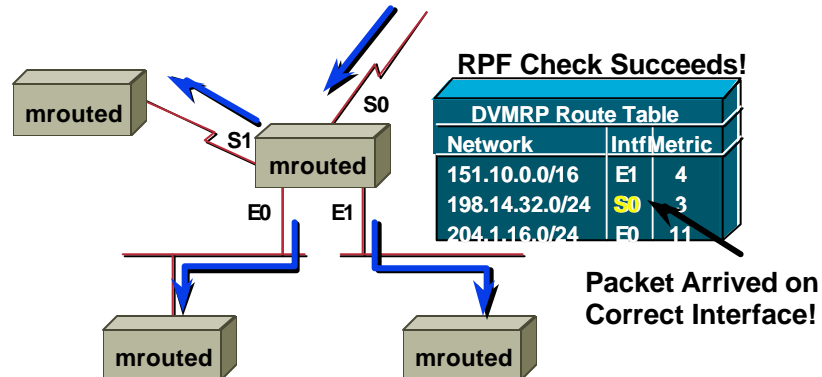 RPF Check Succeeds!
mrouted
S0
S1
mrouted
E0
E1
DVMRP Route Table
Network Intf Metric
151.10.0.0/16 E1 4
198.14.32.0/24 S0 3
204.1.16.0/24 E0 11
Packet Arrived on
Correct Interface!
mrouted
mrouted